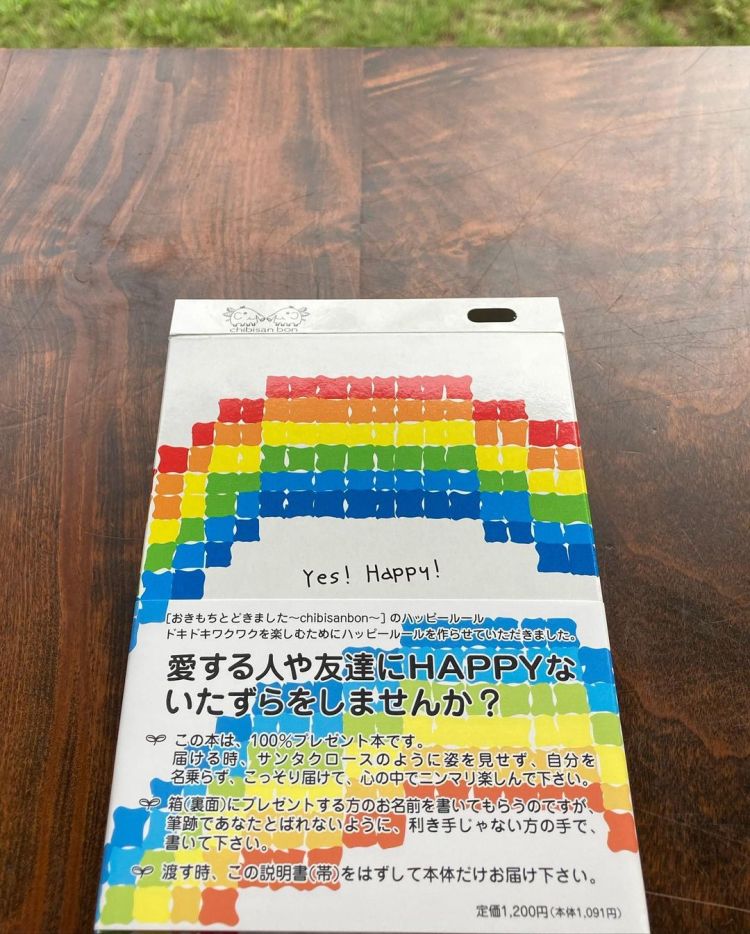 chibisan bon
Yes! Happy!
[おきもちとどきました〜chibisanbon〜]のハッピールール
ドキドキワクワクを楽しむためにハッピールールを作らせていただきました。
愛する人や友達にHAPPYな
いたずらをしませんか？
この本は、100%プレゼント本です。
届ける時、サンタクロースのように姿を見せず、自分を
名乗らず、こっそり届けて、心の中でニンマリ楽しんで下さい。
箱(裏面)にプレゼントする方のお名前を書いてもらうのですが、
筆跡であなたとばれないように、利き手じゃない方の手で、
書いて下さい。
渡す時、この説明書(帯)をはずして本体だけお届け下さい。
定価1,200円(本体1,091円)